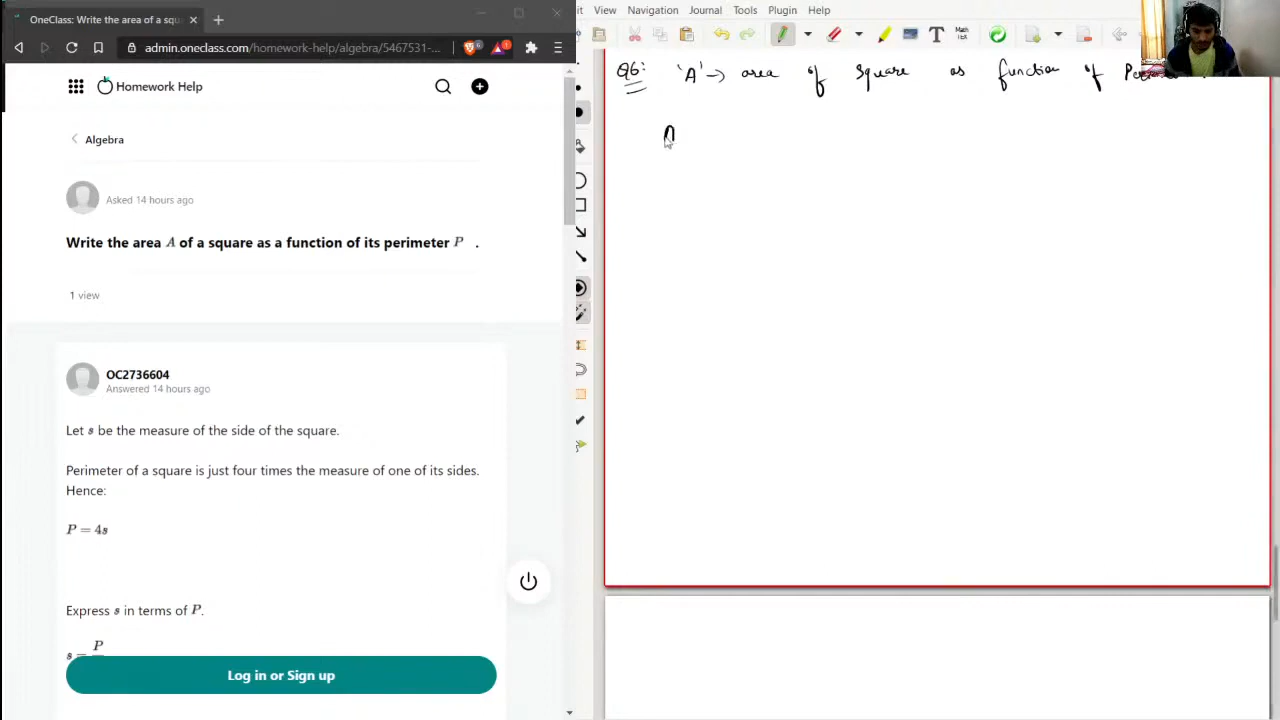 OneClass: Write the area of a squ
admin.oneclass.com/homework-help/algebra/5467531-...
Homework Help
Algebra
Asked 14 hours ago
Write the area A of a square as a function of its perimeter P .
1 view
OC2736604
Answered 14 hours ago
Let s be the measure of the side of the square.
Perimeter of a square is just four times the measure of one of its sides.
Hence:
P = 4s
Express s in terms of P.
s = P
Log in or Sign up
View Navigation Journal Tools Plugin Help
T MATH TEX
Q6: 'A' → area of Square as function of
A